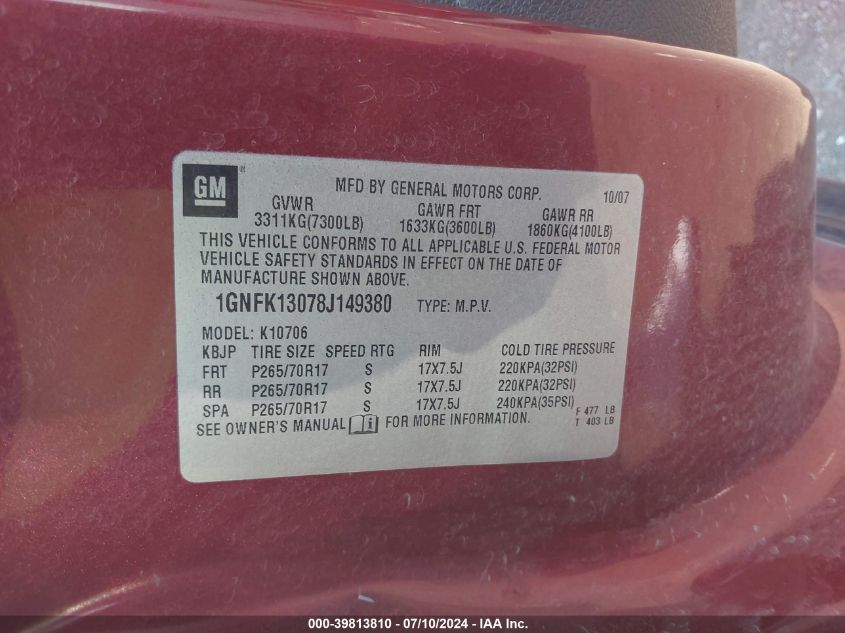 GM ®
MFD BY GENERAL MOTORS CORP. 10/07
GVWR GAWR FRT GAWR RR
3311KG(7300LB) 1633KG(3600LB) 1860KG(4100LB)
THIS VEHICLE CONFORMS TO ALL APPLICABLE U.S. FEDERAL MOTOR
VEHICLE SAFETY STANDARDS IN EFFECT ON THE DATE OF
MANUFACTURE SHOWN ABOVE.
1GNFK13078J149380 TYPE: M.P.V.
MODEL: K10706
KBJP TIRE SIZE SPEED RTG RIM COLD TIRE PRESSURE
FRT P265/70R17 S 17X7.5J 220KPA(32PSI)
RR P265/70R17 S 17X7.5J 220KPA(32PSI)
SPA P265/70R17 S 17X7.5J 240KPA(35PSI) F 477 LB
SEE OWNER'S MANUAL i FOR MORE INFORMATION. T 403 LB
000-39813810 - 07/10/2024 - IAA Inc.